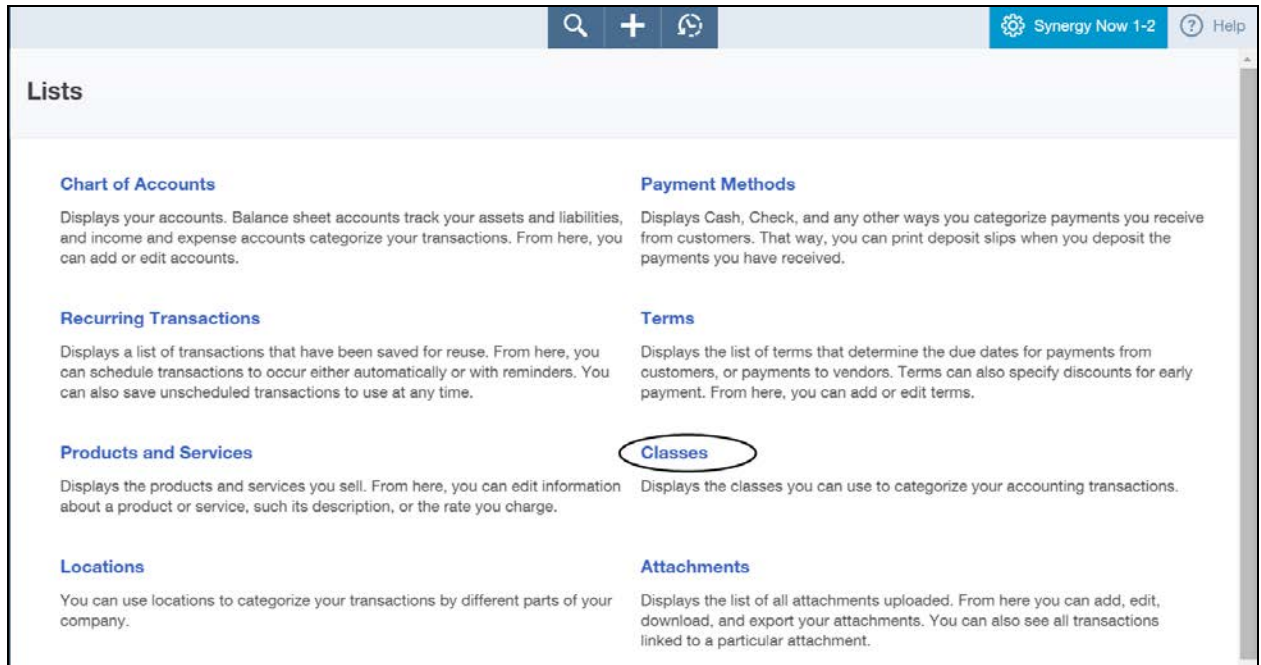 Synergy Now 1-2
? Help
Lists
Chart of Accounts
Displays your accounts. Balance sheet accounts track your assets and liabilities,
and income and expense accounts categorize your transactions. From here, you
can add or edit accounts.
Payment Methods
Displays Cash, Check, and any other ways you categorize payments you receive
from customers. That way, you can print deposit slips when you deposit the
payments you have received.
Recurring Transactions
Displays a list of transactions that have been saved for reuse. From here, you
can schedule transactions to occur either automatically or with reminders. You
can also save unscheduled transactions to use at any time.
Terms
Displays the list of terms that determine the due dates for payments from
customers, or payments to vendors. Terms can also specify discounts for early
payment. From here, you can add or edit terms.
Products and Services
Displays the products and services you sell. From here, you can edit information
about a product or service, such its description, or the rate you charge.
Classes
Displays the classes you can use to categorize your accounting transactions.
Locations
You can use locations to categorize your transactions by different parts of your
company.
Attachments
Displays the list of all attachments uploaded. From here you can add, edit,
download, and export your attachments. You can also see all transactions
linked to a particular attachment.